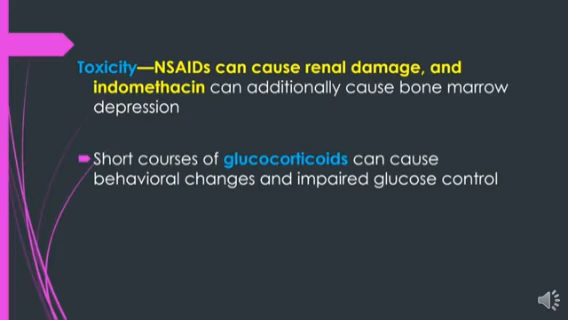 Toxicity—NSAIDs can cause renal damage, and
indomethacin can additionally cause bone marrow
depression
Short courses of glucocorticoids can cause
behavioral changes and impaired glucose control